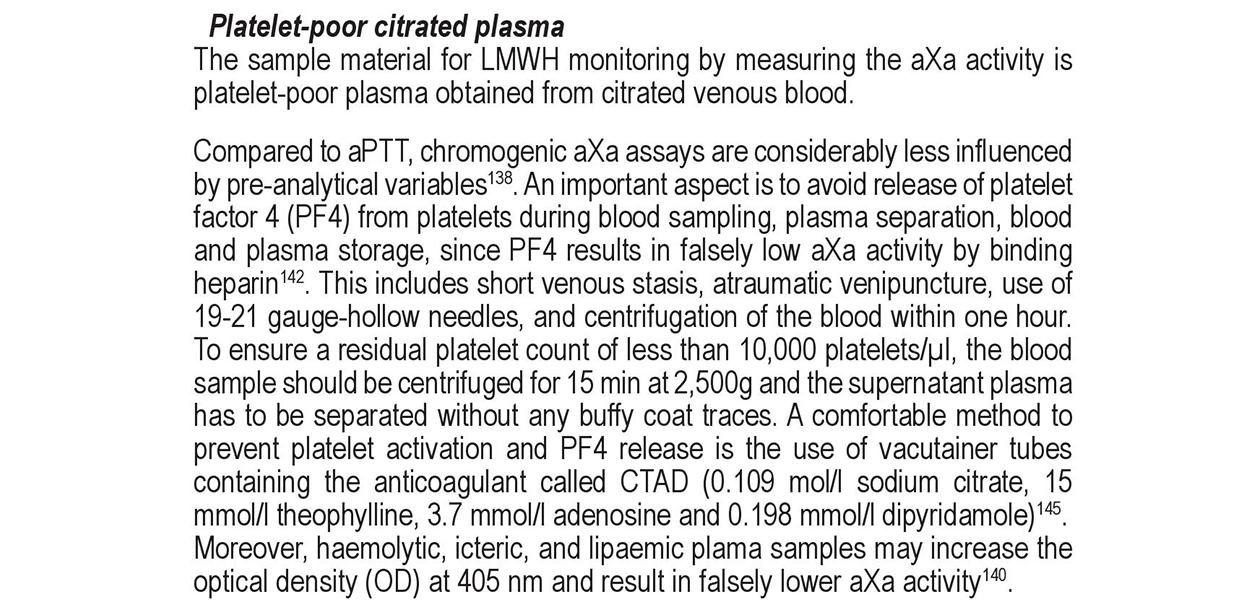 Platelet-poor citrated plasma
The sample material for LMWH monitoring by measuring the aXa activity is
platelet-poor plasma obtained from citrated venous blood.
Compared to aPTT, chromogenic aXa assays are considerably less influenced
by pre-analytical variables¹³⁸. An important aspect is to avoid release of platelet
factor 4 (PF4) from platelets during blood sampling, plasma separation, blood
and plasma storage, since PF4 results in falsely low aXa activity by binding
heparin¹⁴². This includes short venous stasis, atraumatic venipuncture, use of
19-21 gauge-hollow needles, and centrifugation of the blood within one hour.
To ensure a residual platelet count of less than 10,000 platelets/µl, the blood
sample should be centrifuged for 15 min at 2,500g and the supernatant plasma
has to be separated without any buffy coat traces. A comfortable method to
prevent platelet activation and PF4 release is the use of vacutainer tubes
containing the anticoagulant called CTAD (0.109 mol/l sodium citrate, 15
mmol/l theophylline, 3.7 mmol/l adenosine and 0.198 mmol/l dipyridamole)¹⁴⁵.
Moreover, haemolytic, icteric, and lipaemic plama samples may increase the
optical density (OD) at 405 nm and result in falsely lower aXa activity¹⁴⁰.